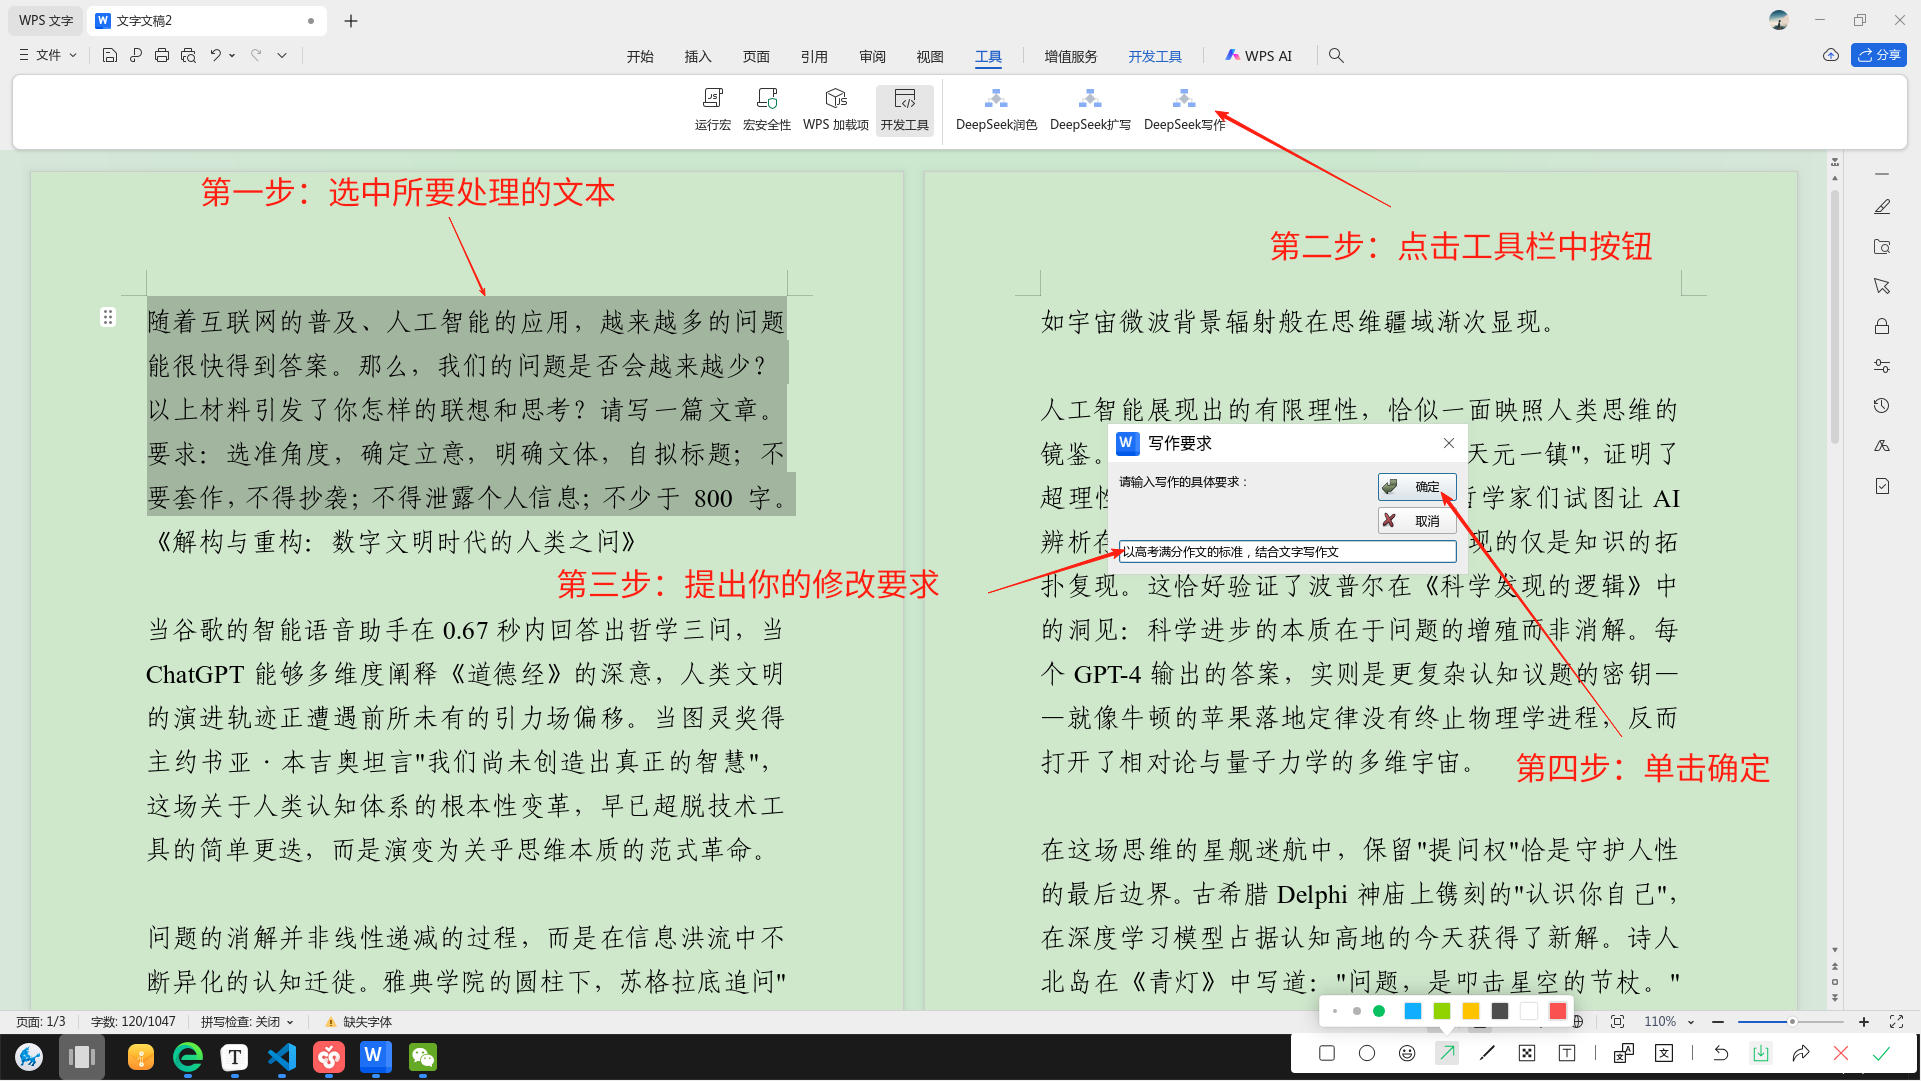 WPS 文字
文字文稿2
文件
开始 插入 页面 引用 审阅 视图 工具 增值服务 开发工具 WPS AI
分享
运行宏 宏安全性 WPS 加载项 开发工具 DeepSeek润色 DeepSeek扩写 DeepSeek写作
第一步：选中所要处理的文本
第二步：点击工具栏中按钮
随着互联网的普及、人工智能的应用，越来越多的问题
能很快得到答案。那么，我们的问题是否会越来越少？
以上材料引发了你怎样的联想和思考？请写一篇文章。
要求：选准角度，确定立意，明确文体，自拟标题；不
要套作，不得抄袭；不得泄露个人信息；不少于 800 字。
《解构与重构：数字文明时代的人类之问》
第三步：提出你的修改要求
当谷歌的智能语音助手在 0.67 秒内回答出哲学三问，当
ChatGPT 能够多维度阐释《道德经》的深意，人类文明
的演进轨迹正遭遇前所未有的引力场偏移。当图灵奖得
主约书亚·本吉奥坦言"我们尚未创造出真正的智慧"，
这场关于人类认知体系的根本性变革，早已超脱技术工
具的简单更迭，而是演变为关乎思维本质的范式革命。
问题的消解并非线性递减的过程，而是在信息洪流中不
断异化的认知迁徙。雅典学院的圆柱下，苏格拉底追问"
如宇宙微波背景辐射般在思维疆域渐次显现。
人工智能展现出的有限理性，恰似一面映照人类思维的
镜鉴。
天元一镇"，证明了
超理性
哲学家们试图让 AI
辨析存
现的仅是知识的拓
写作要求
请输入写作的具体要求：
确定
取消
以高考满分作文的标准，结合文字写作文
扑复现。这恰好验证了波普尔在《科学发现的逻辑》中
的洞见：科学进步的本质在于问题的增殖而非消解。每
个 GPT-4 输出的答案，实则是更复杂认知议题的密钥—
—就像牛顿的苹果落地定律没有终止物理学进程，反而
打开了相对论与量子力学的多维宇宙。
第四步：单击确定
在这场思维的星舰迷航中，保留"提问权"恰是守护人性
的最后边界。古希腊 Delphi 神庙上镌刻的"认识你自己"，
在深度学习模型占据认知高地的今天获得了新解。诗人
北岛在《青灯》中写道："问题，是叩击星空的节杖。"
页面: 1/3 字数: 120/1047 拼写检查: 关闭 缺失字体 110%